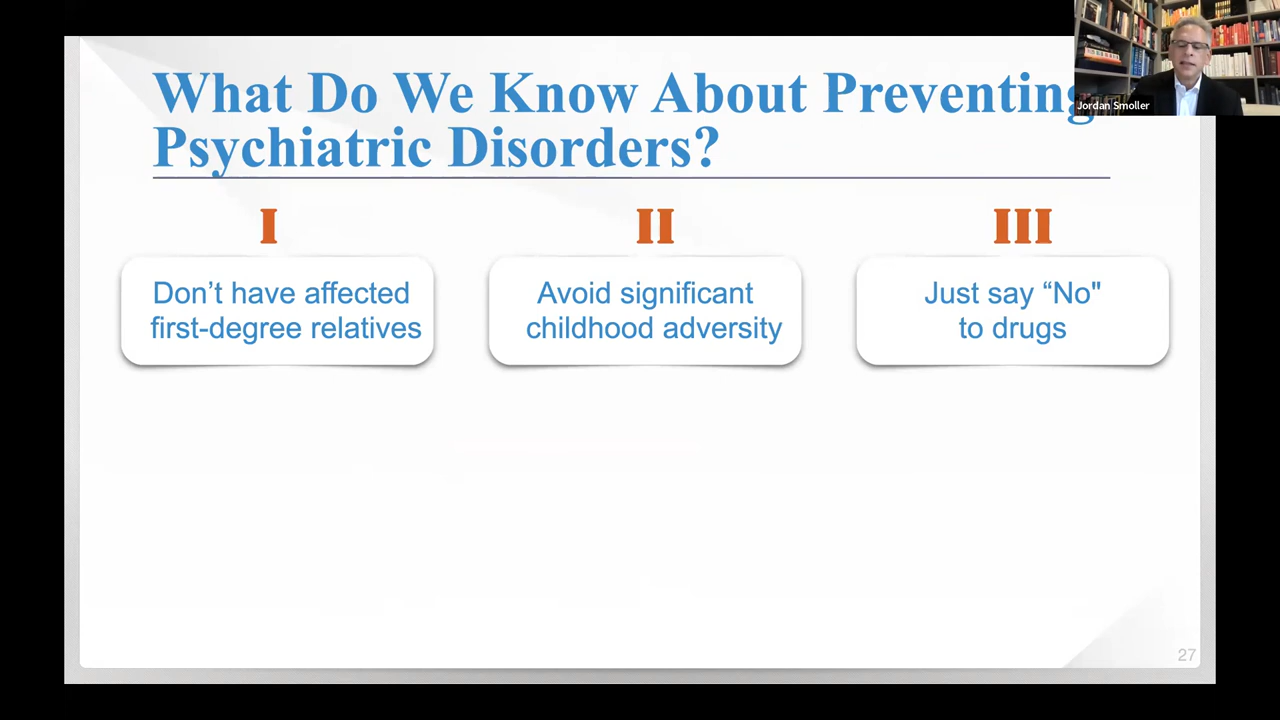 What Do We Know About Preventing
Psychiatric Disorders?
Jordan Smoller
I
Don’t have affected
first-degree relatives
II
Avoid significant
childhood adversity
III
Just say “No"
to drugs
27